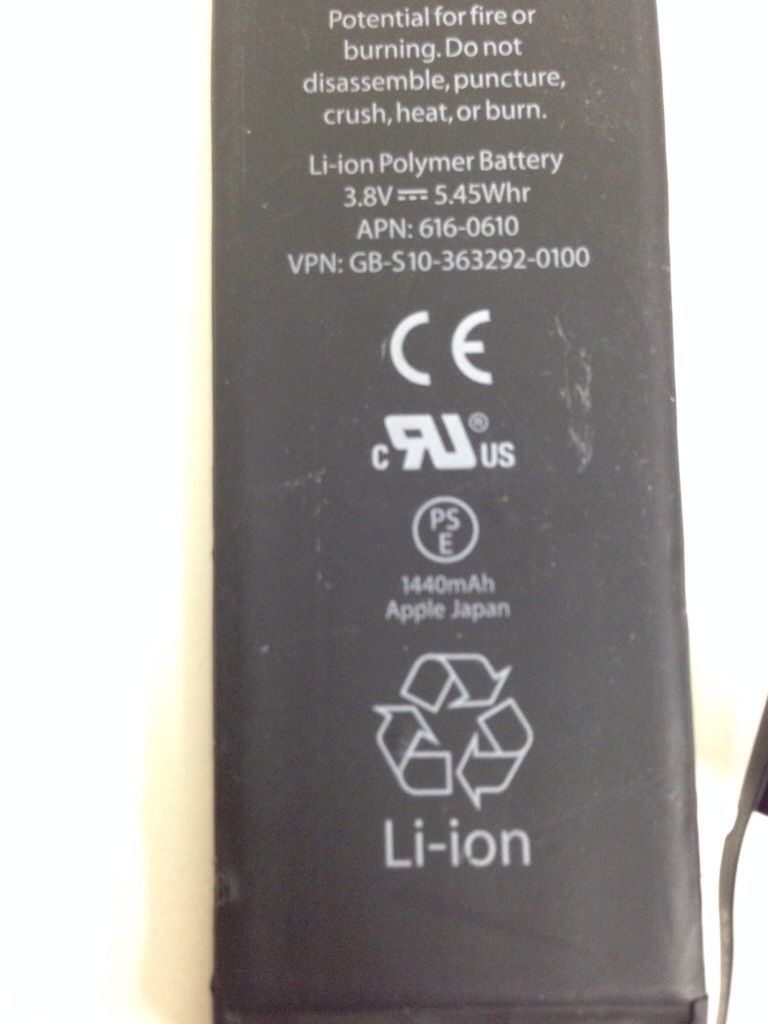 Potential for fire or
burning. Do not
disassemble, puncture,
crush, heat, or burn.
Li-ion Polymer Battery
3.8V⎓5.45Whr
APN: 616-0610
VPN: GB-S10-363292-0100
CE
c RU® US
PS
E
1440mAh
Apple Japan
Li-ion